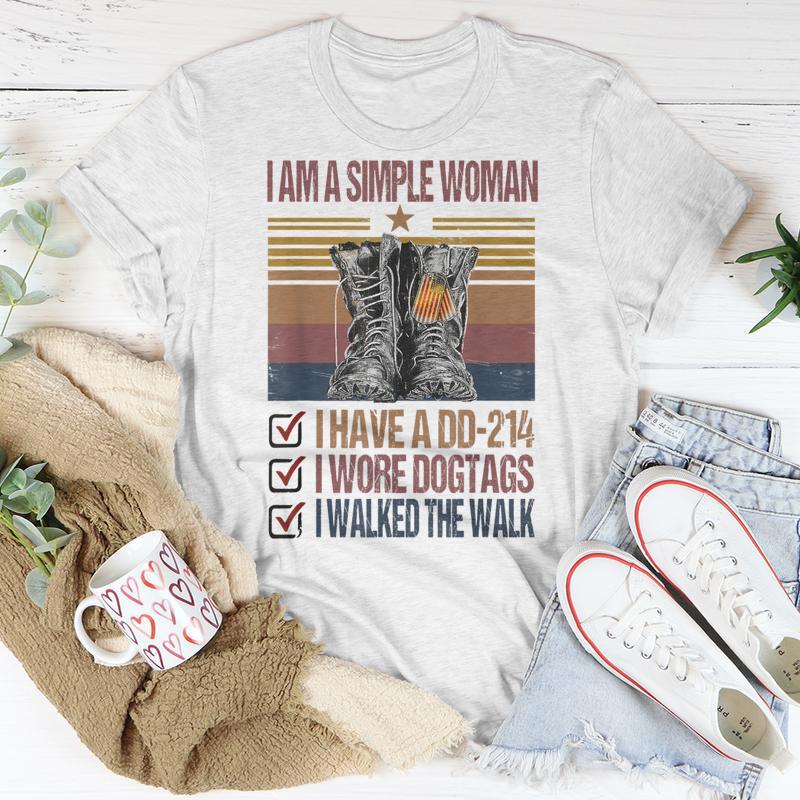 I AM A SIMPLE WOMAN
I HAVE A DD-214
I WORE DOGTAGS
I WALKED THE WALK